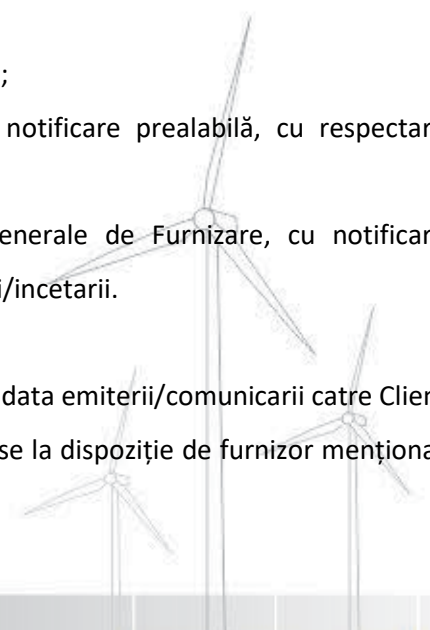 ;
notificare prealabilă, cu respectar
enerale de Furnizare, cu notificar
i/incetarii.
data emiterii/comunicarii catre Clien
se la dispoziție de furnizor menționa